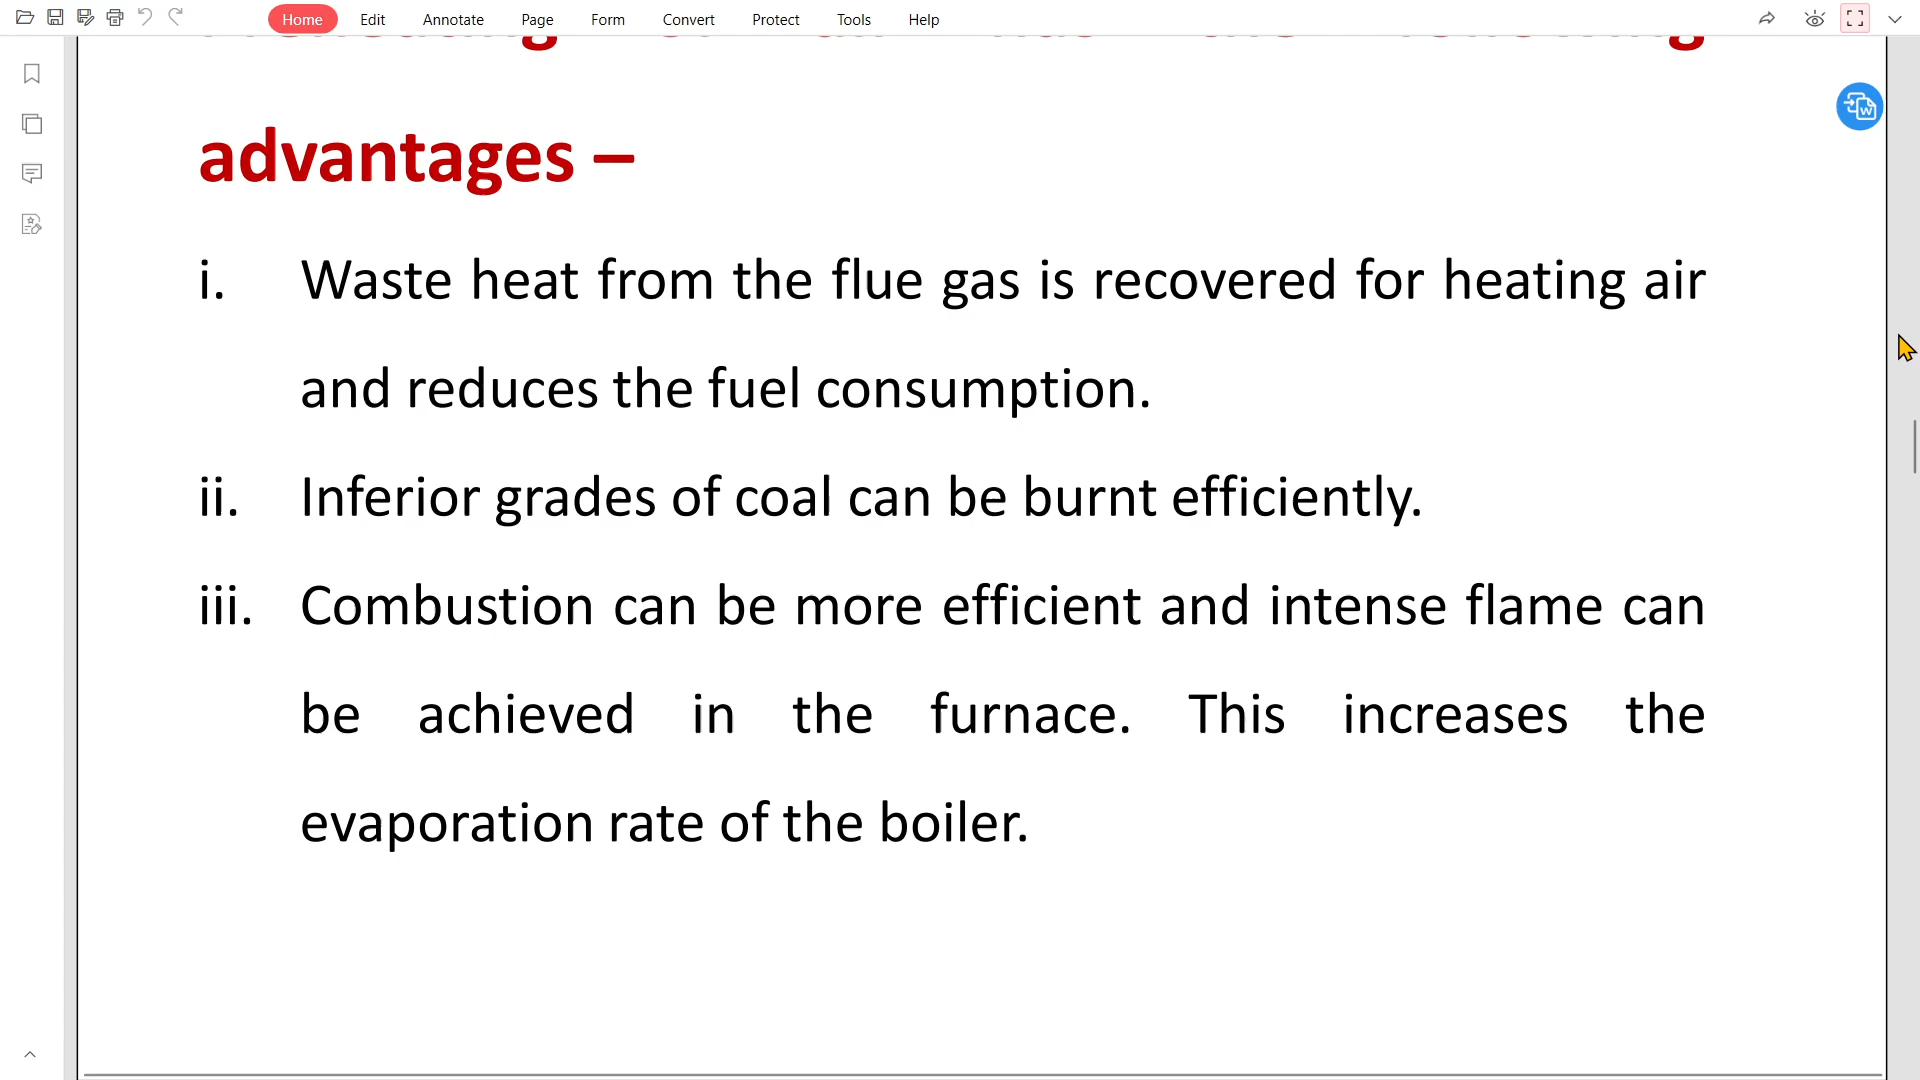 Home Edit Annotate Page Form Convert Protect Tools Help
advantages –
i. Waste heat from the flue gas is recovered for heating air
and reduces the fuel consumption.
ii. Inferior grades of coal can be burnt efficiently.
iii. Combustion can be more efficient and intense flame can
be achieved in the furnace. This increases the
evaporation rate of the boiler.